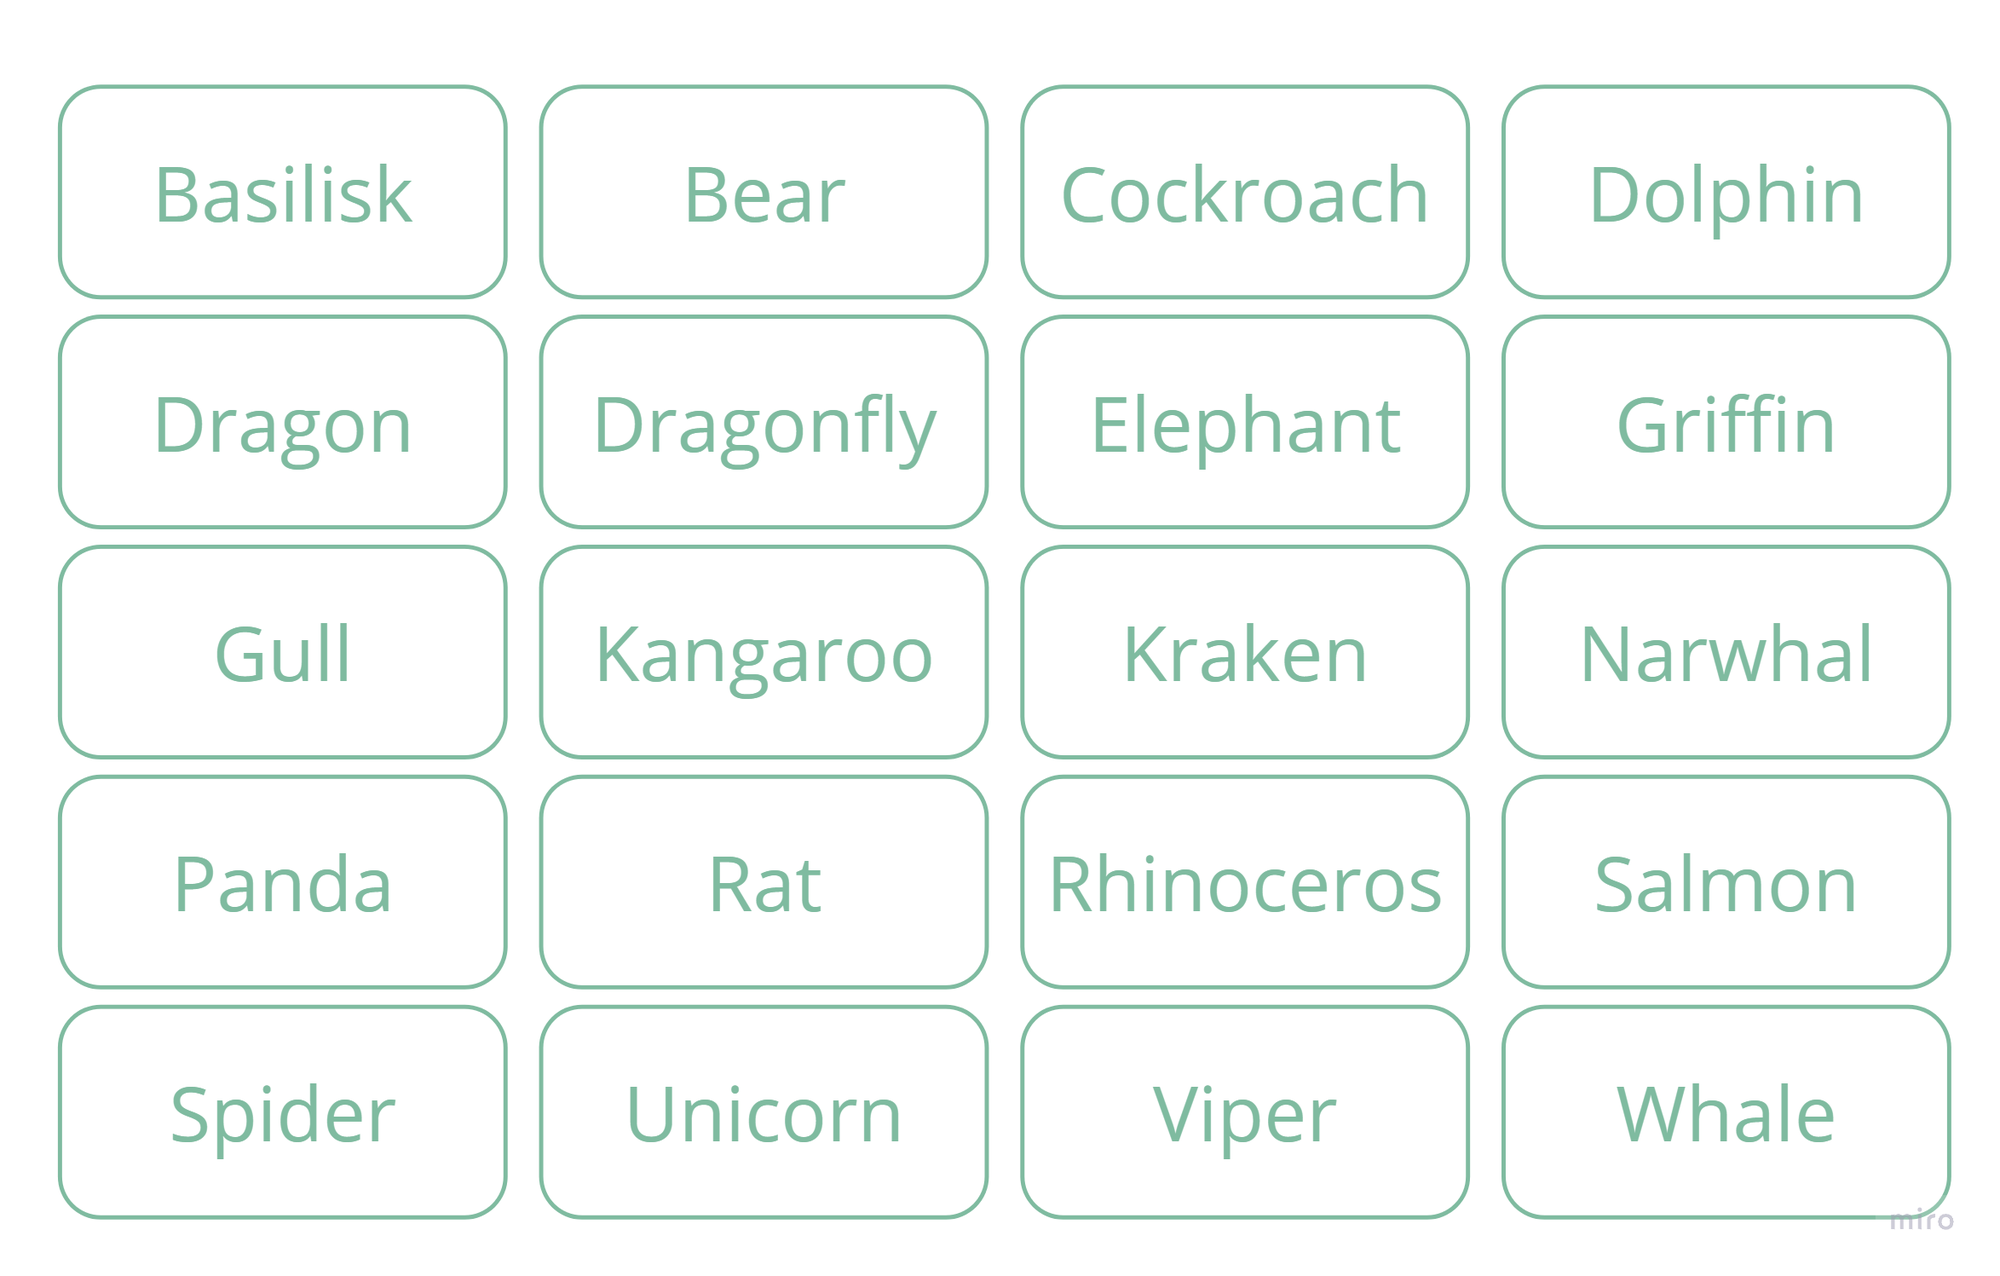 Basilisk
Bear
Cockroach
Dolphin
Dragon
Dragonfly
Elephant
Griffin
Gull
Kangaroo
Kraken
Narwhal
Panda
Rat
Rhinoceros
Salmon
Spider
Unicorn
Viper
Whale
miro